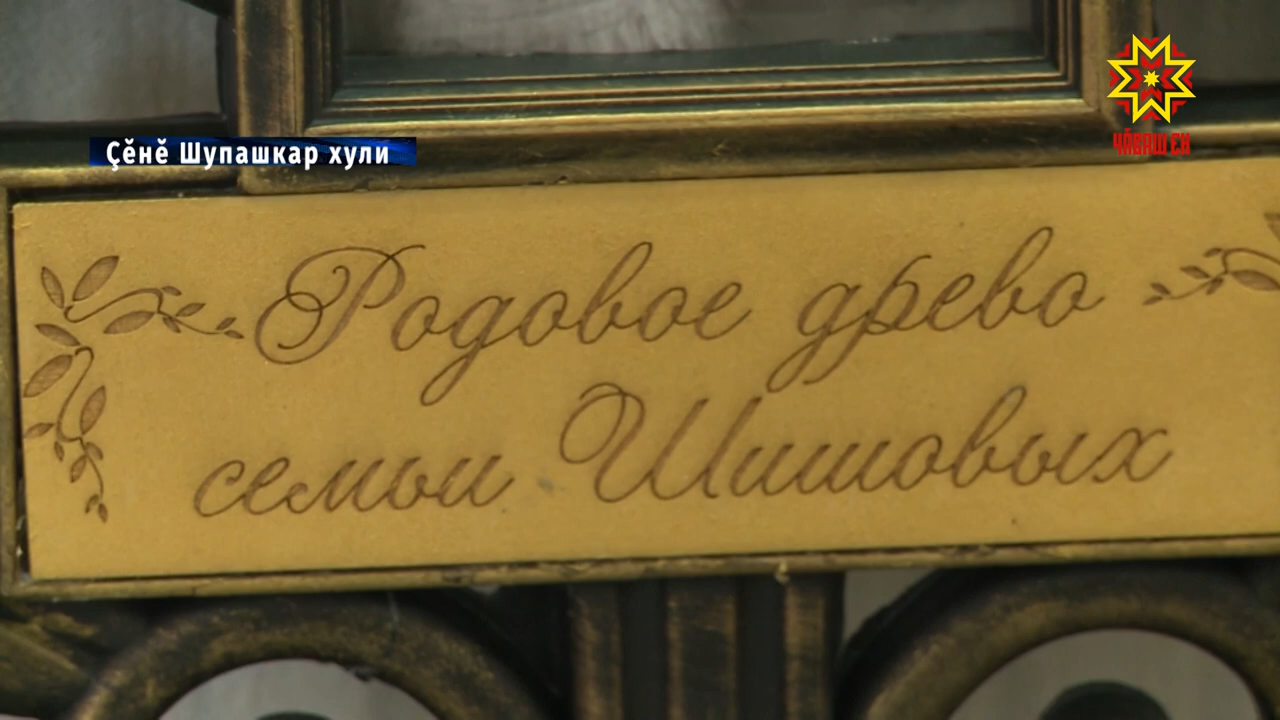 ЧӐВАШ ЕН
Ҫӗнӗ Шупашкар хули
Родовое древо
семьи Шишовых